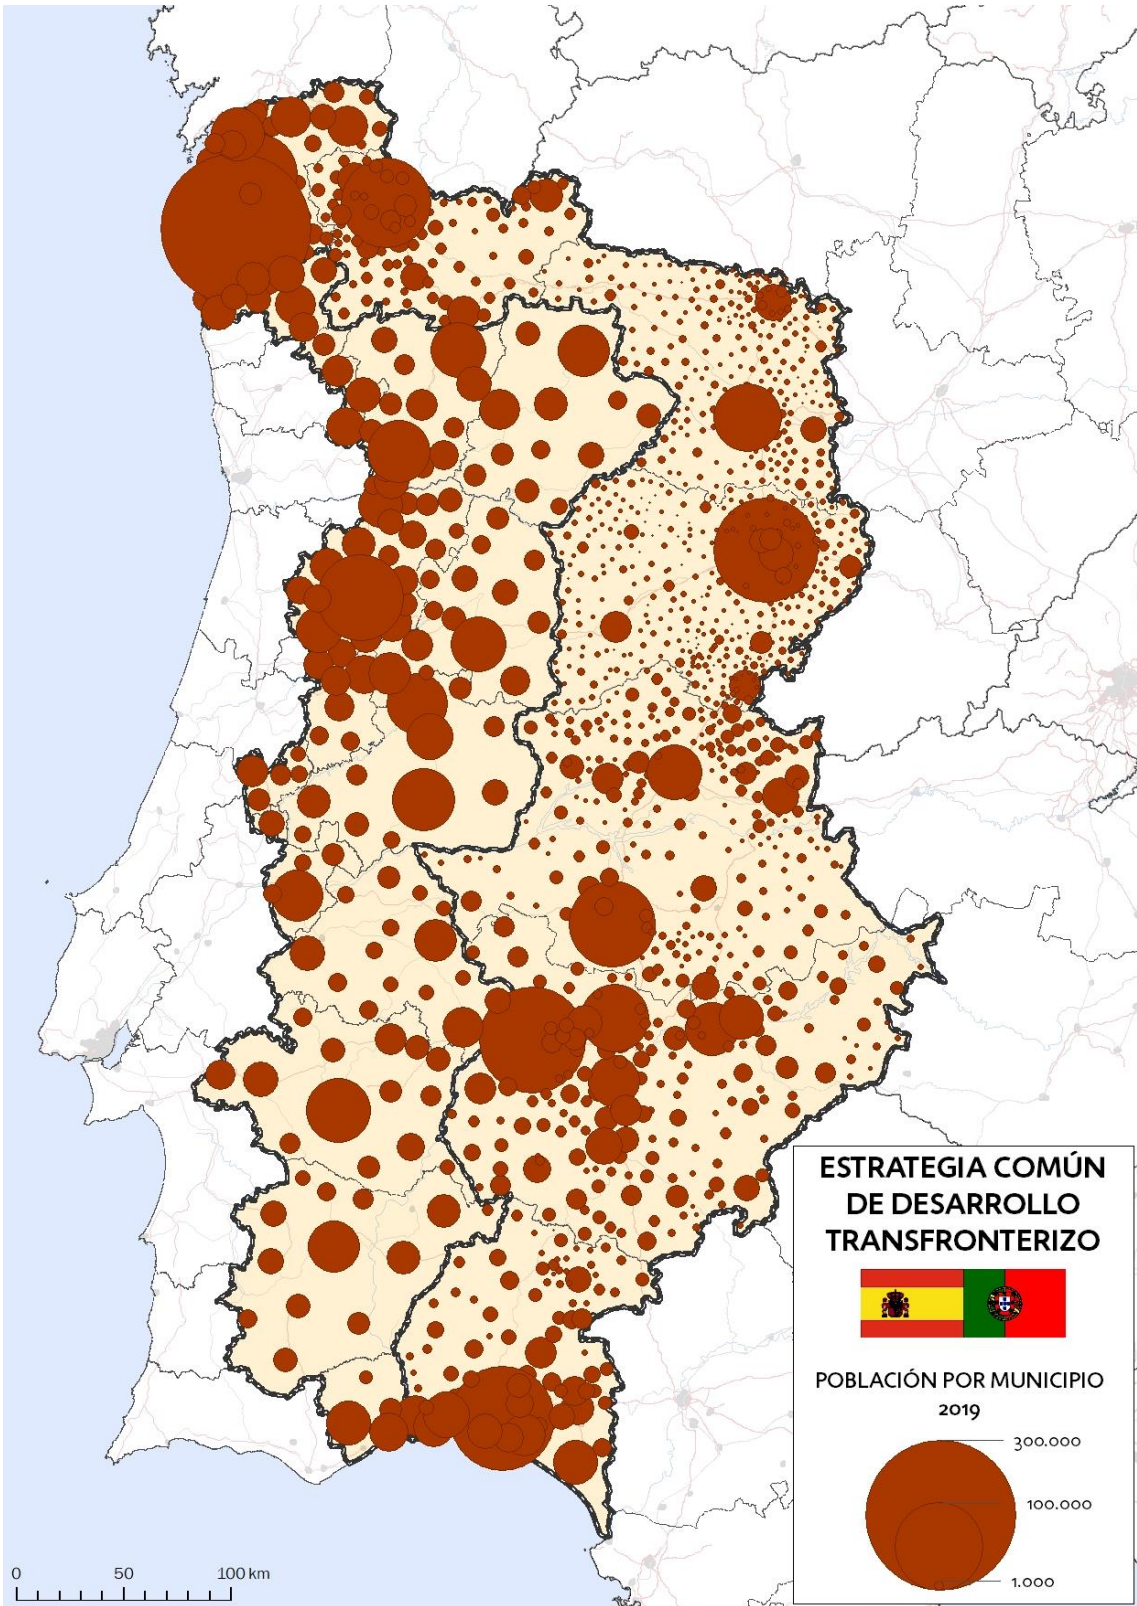 ESTRATEGIA COMÚN
DE DESARROLLO
TRANSFRONTERIZO
POBLACIÓN POR MUNICIPIO
2019
300.000
100.000
1.000
0 50 100 km